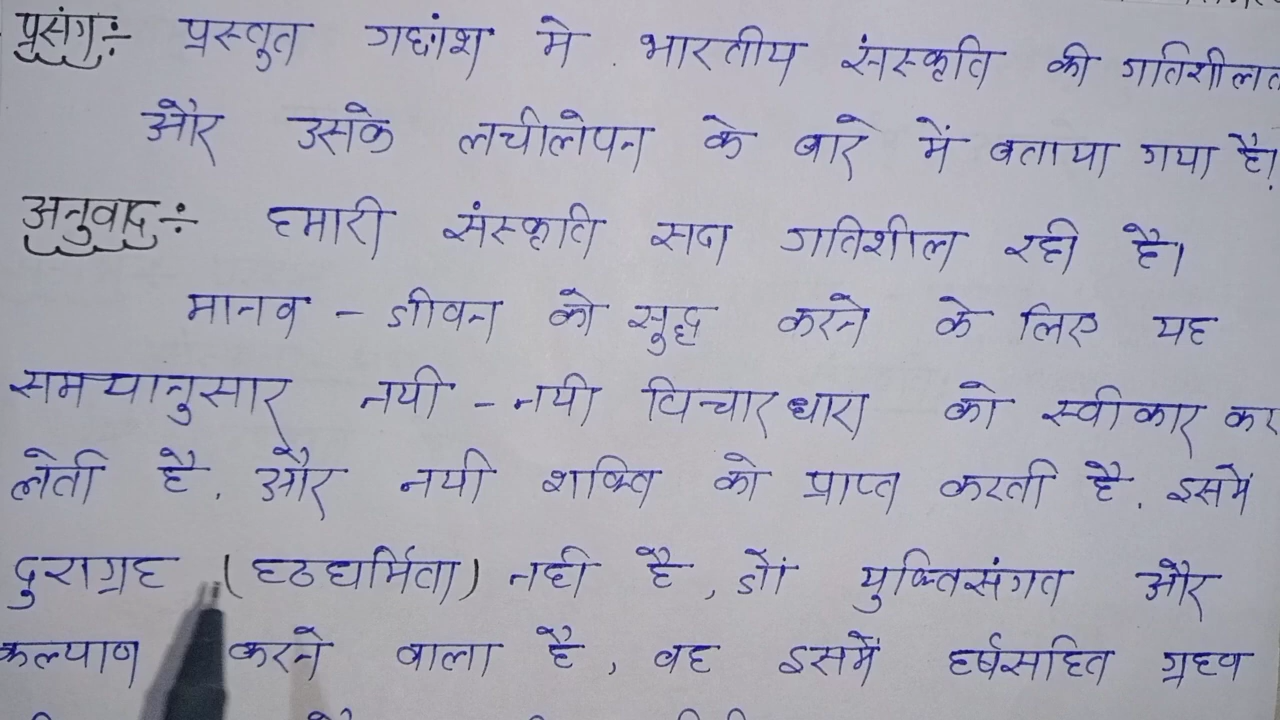 प्रसंग ÷ प्रस्तुत गद्यांश मे भारतीय संस्कृति की गतिशीलता
और उसके लचीलेपन के बारे में बताया गया है।
अनुवाद ÷ हमारी संस्कृति सदा गतिशील रही है।
मानव - जीवन को सुद्ध करने के लिए यह
समयानुसार नयी - नयी विचारधारा को स्वीकार कर
लेती है. और नयी शक्ति को प्राप्त करती है. इसमें
दुराग्रह (हठधर्मिता) नही है, जो युक्तिसंगत और
कल्याण करने वाला है, वह इसमें हर्षसहित ग्रहण